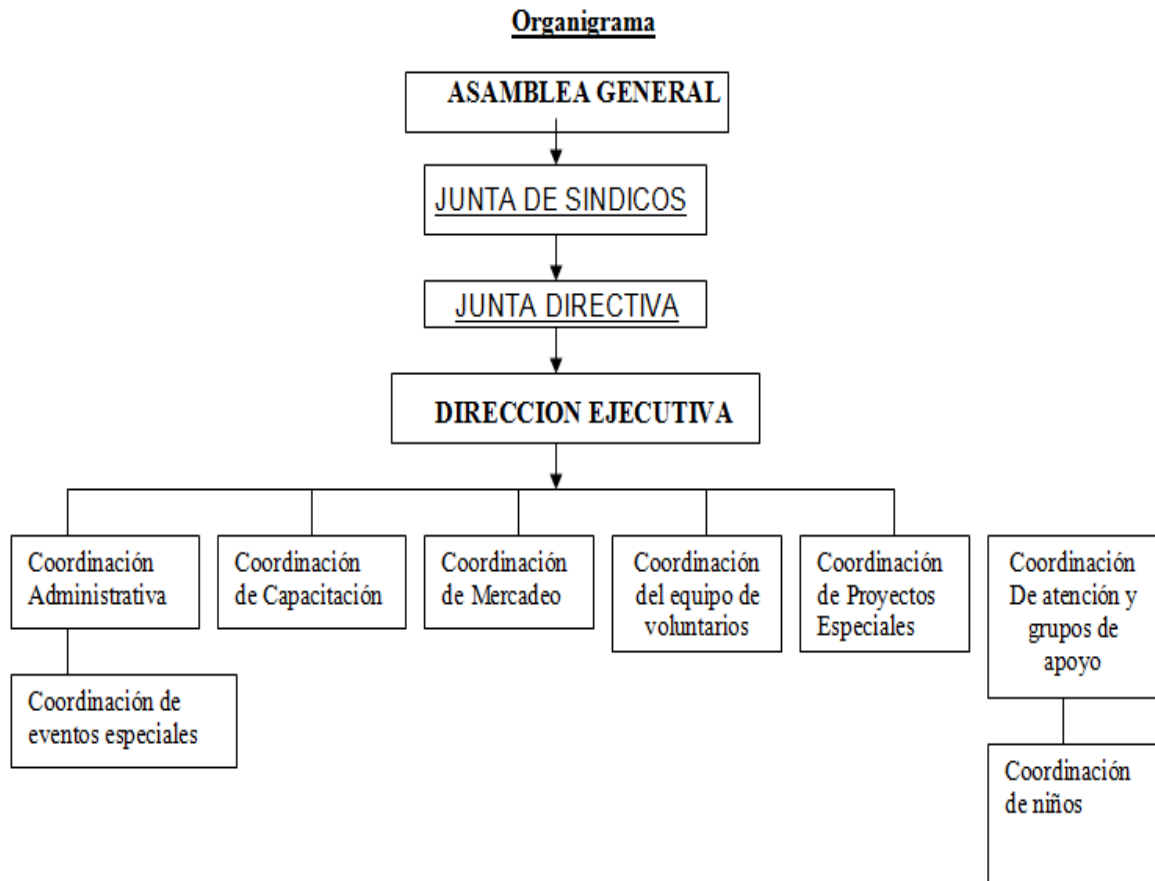 Organigrama
ASAMBLEA GENERAL
JUNTA DE SINDICOS
JUNTA DIRECTIVA
DIRECCION EJECUTIVA
Coordinación
Administrativa
Coordinación
de Capacitación
Coordinación
de Mercadeo
Coordinación
del equipo de
voluntarios
Coordinación
de Proyectos
Especiales
Coordinación
De atención y
grupos de
apoyo
Coordinación de
eventos especiales
Coordinación
de niños